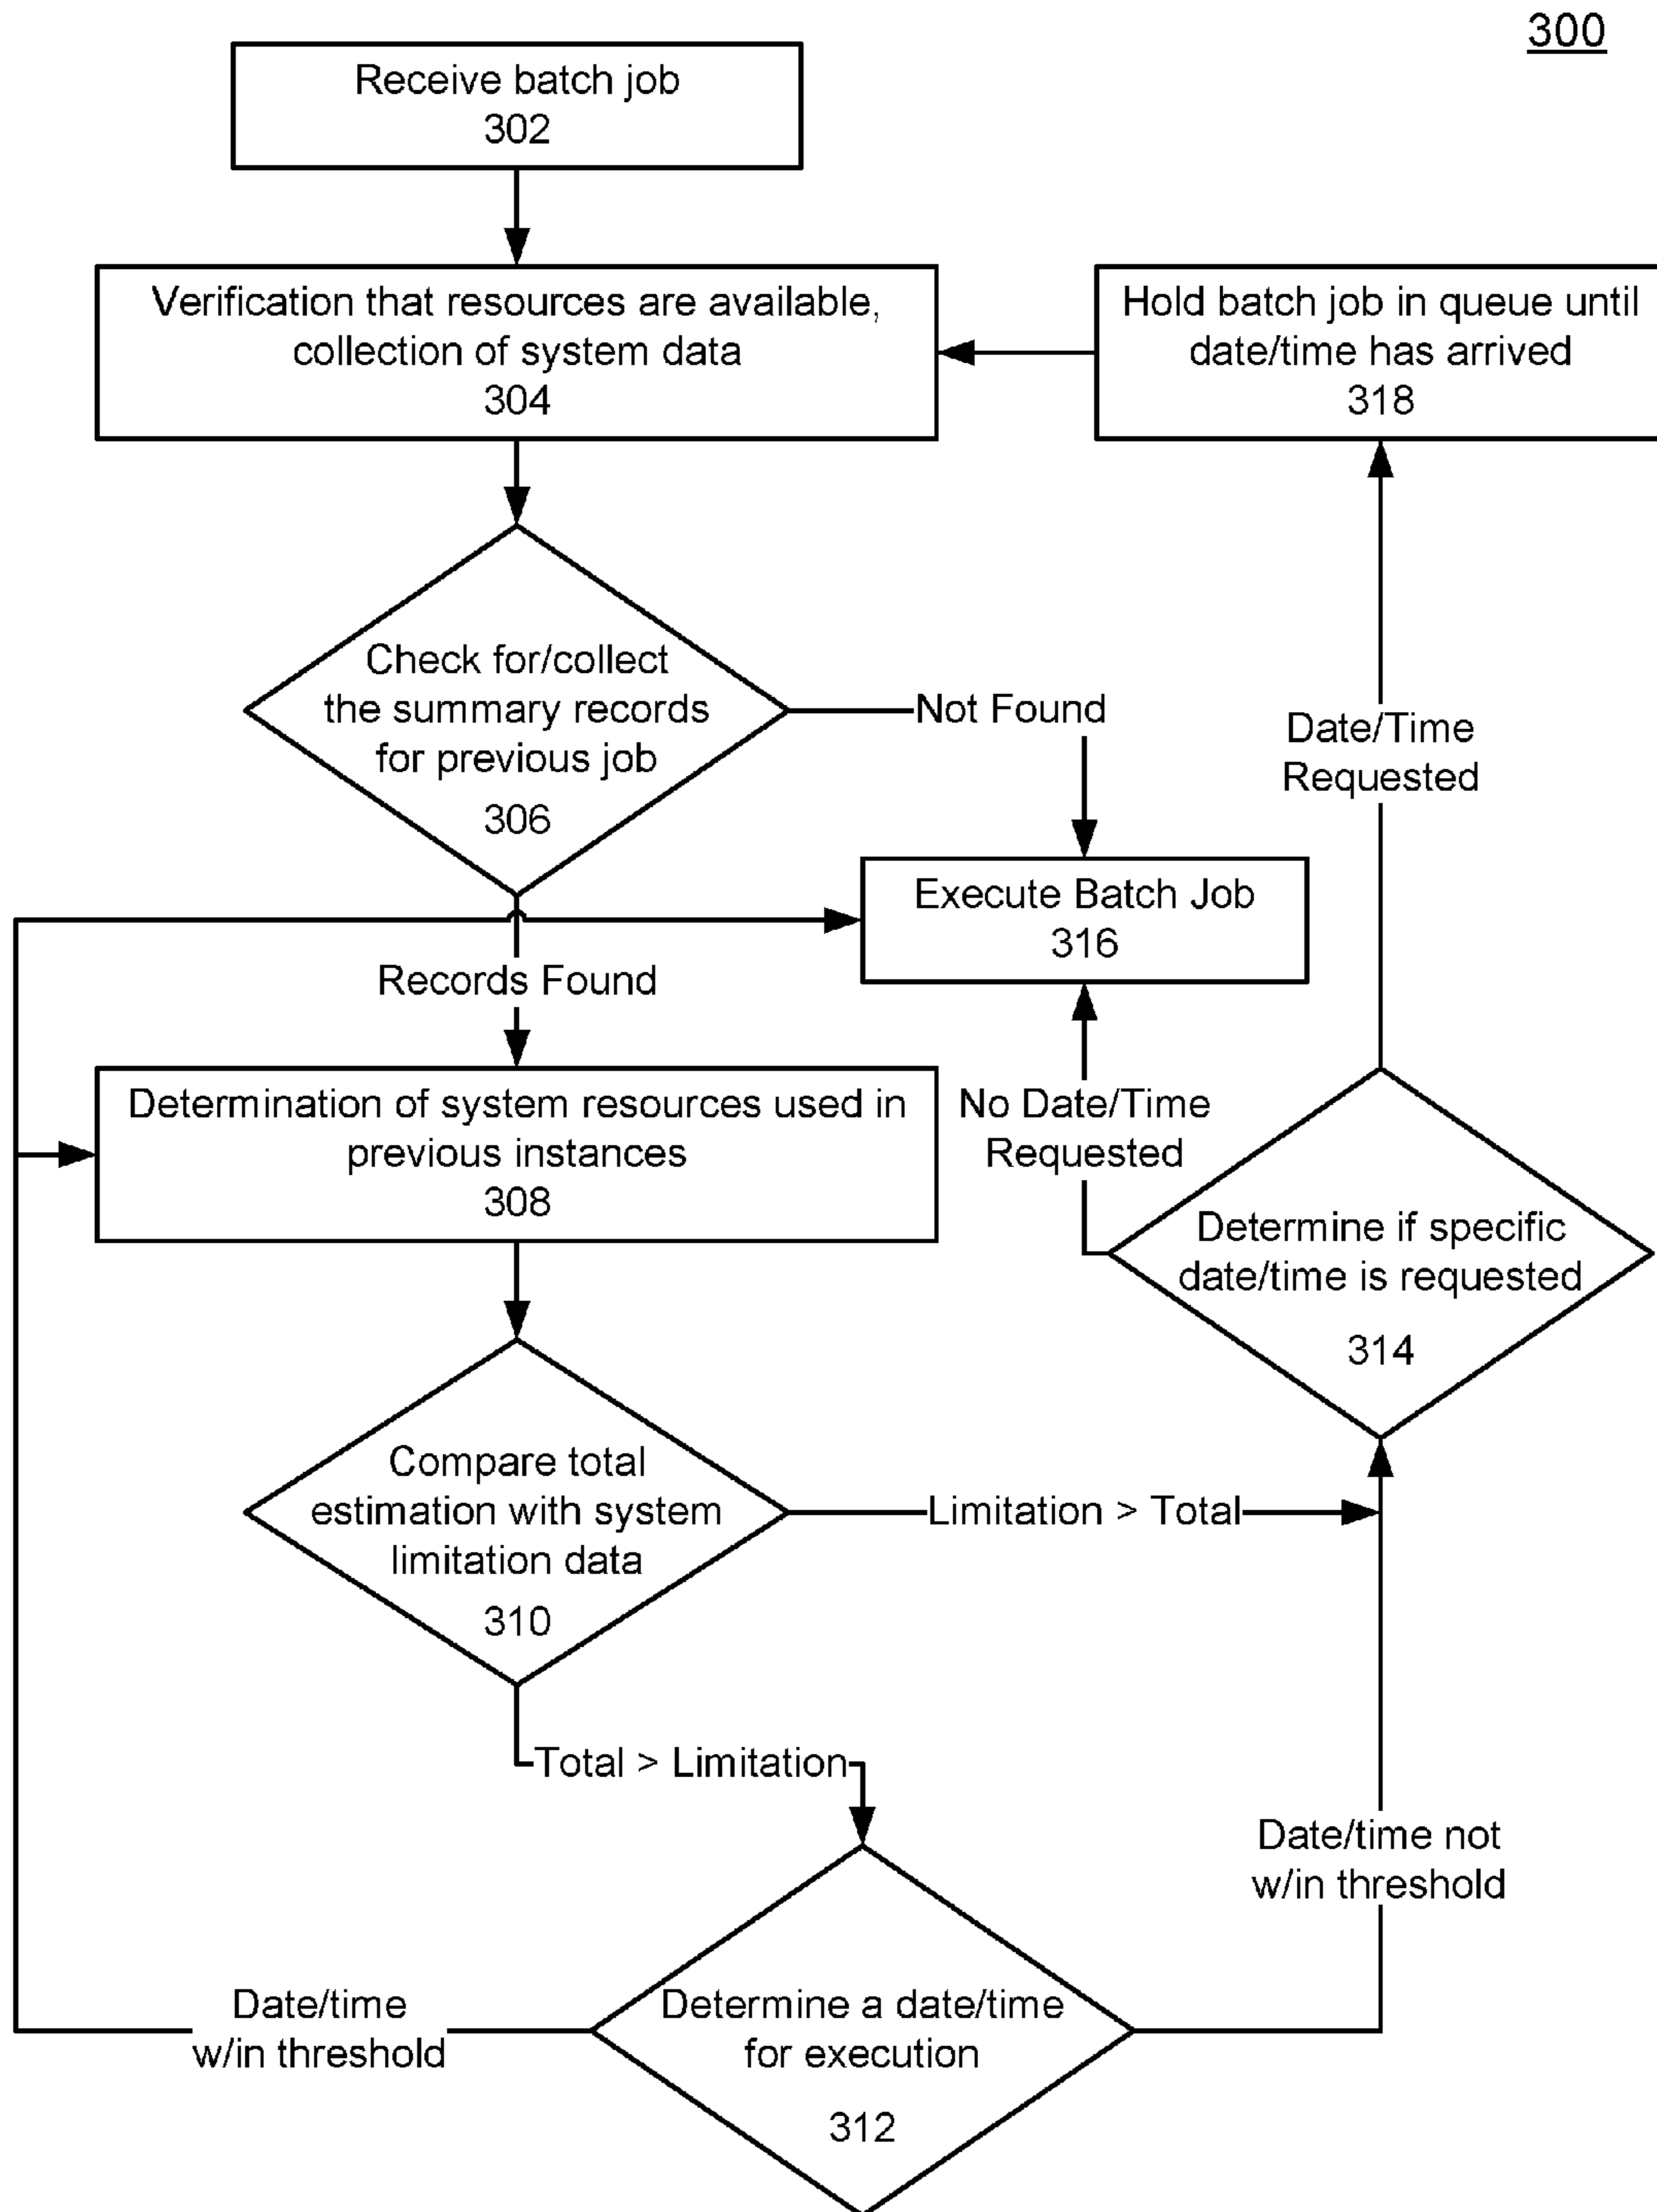 300
Receive batch job
302
Verification that resources are available,
collection of system data
304
Hold batch job in queue until
date/time has arrived
318
Check for/collect
the summary records
for previous job
306
Not Found
Date/Time
Requested
Execute Batch Job
316
Records Found
Determination of system resources used in
previous instances
308
No Date/Time
Requested
Determine if specific
date/time is requested
314
Compare total
estimation with system
limitation data
310
Limitation > Total
Total > Limitation
Date/time not
w/in threshold
Date/time
w/in threshold
Determine a date/time
for execution
312